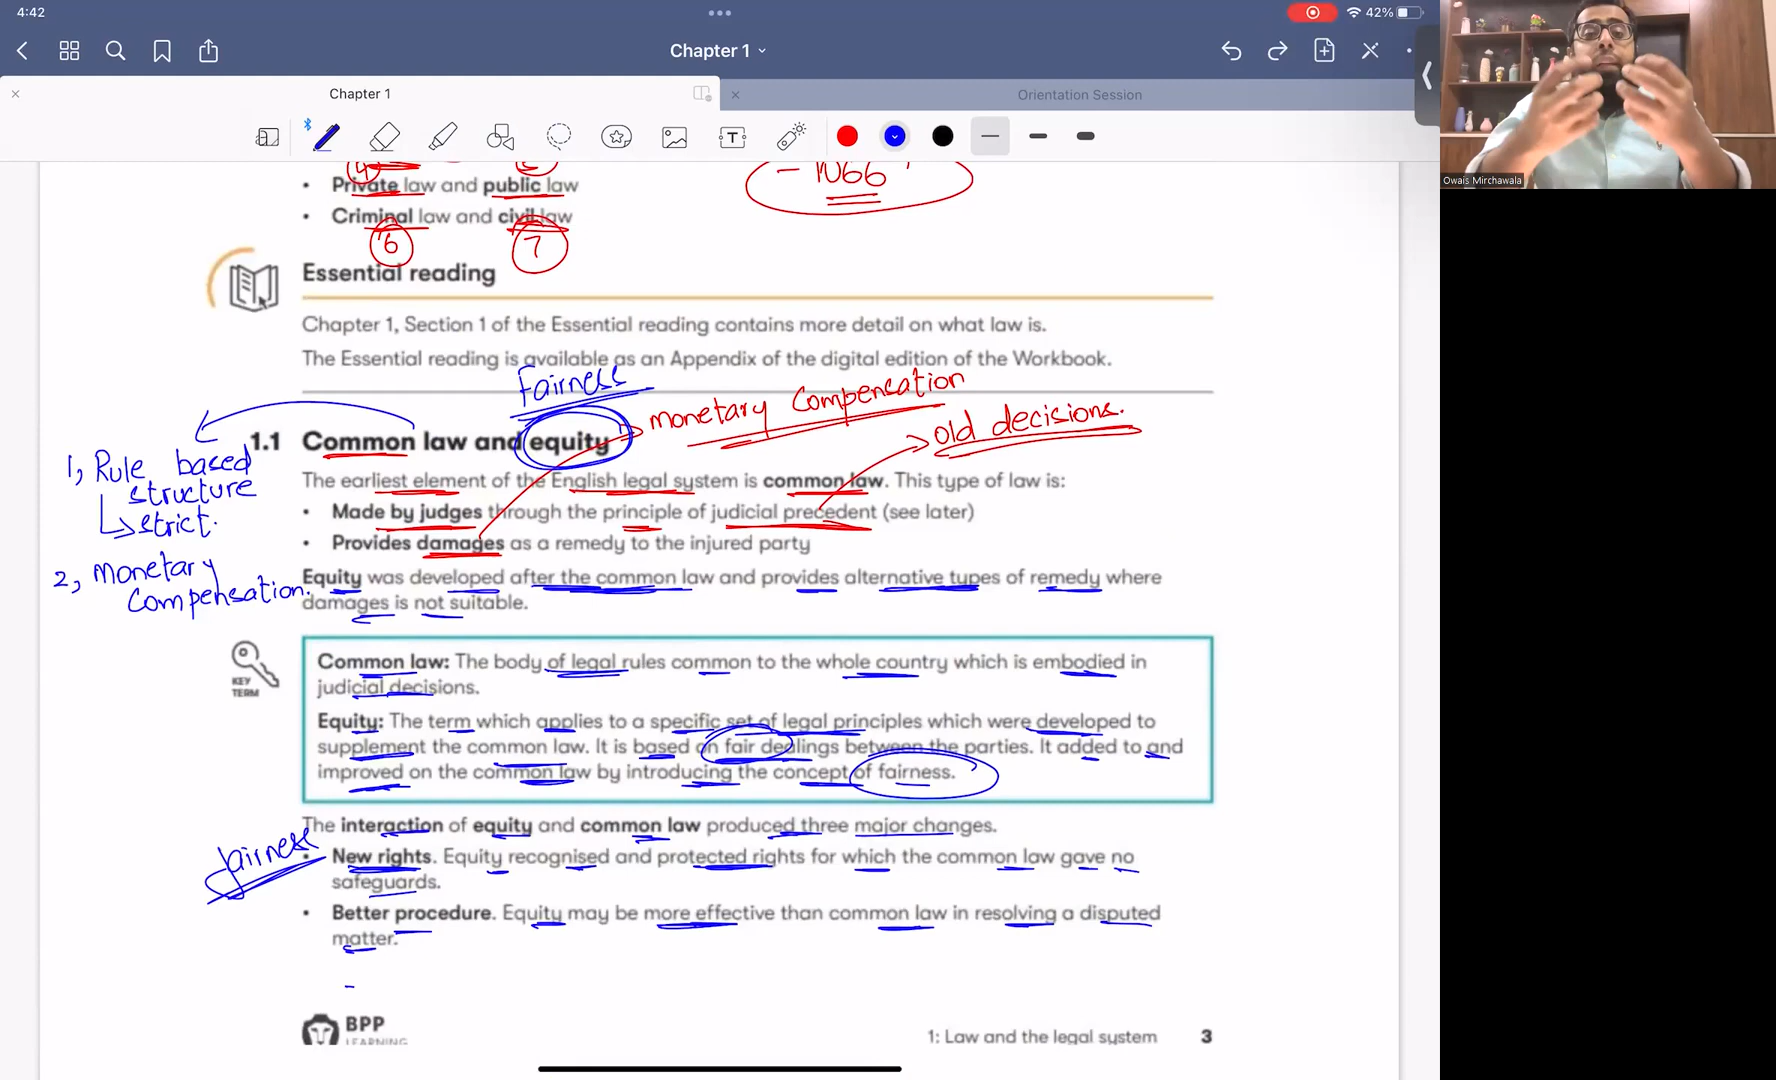 4:42
42%
Chapter 1
Chapter 1
Orientation Session
Owais Mirchawala
4
5
- 1066
• Private law and public law
• Criminal law and civil law
6
7
Essential reading
Chapter 1, Section 1 of the Essential reading contains more detail on what law is.
The Essential reading is available as an Appendix of the digital edition of the Workbook.
Fairness
monetary compensation
old decisions.
1.1 Common law and equity
1, Rule based
structure
strict.
2, monetary
compensation.
The earliest element of the English legal system is common law. This type of law is:
• Made by judges through the principle of judicial precedent (see later)
• Provides damages as a remedy to the injured party
Equity was developed after the common law and provides alternative types of remedy where
damages is not suitable.
KEY
TERM
Common law: The body of legal rules common to the whole country which is embodied in
judicial decisions.
Equity: The term which applies to a specific set of legal principles which were developed to
supplement the common law. It is based on fair dealings between the parties. It added to and
improved on the common law by introducing the concept of fairness.
The interaction of equity and common law produced three major changes.
fairness
• New rights. Equity recognised and protected rights for which the common law gave no
safeguards.
• Better procedure. Equity may be more effective than common law in resolving a disputed
matter.
BPP
LEARNING
1: Law and the legal system 3